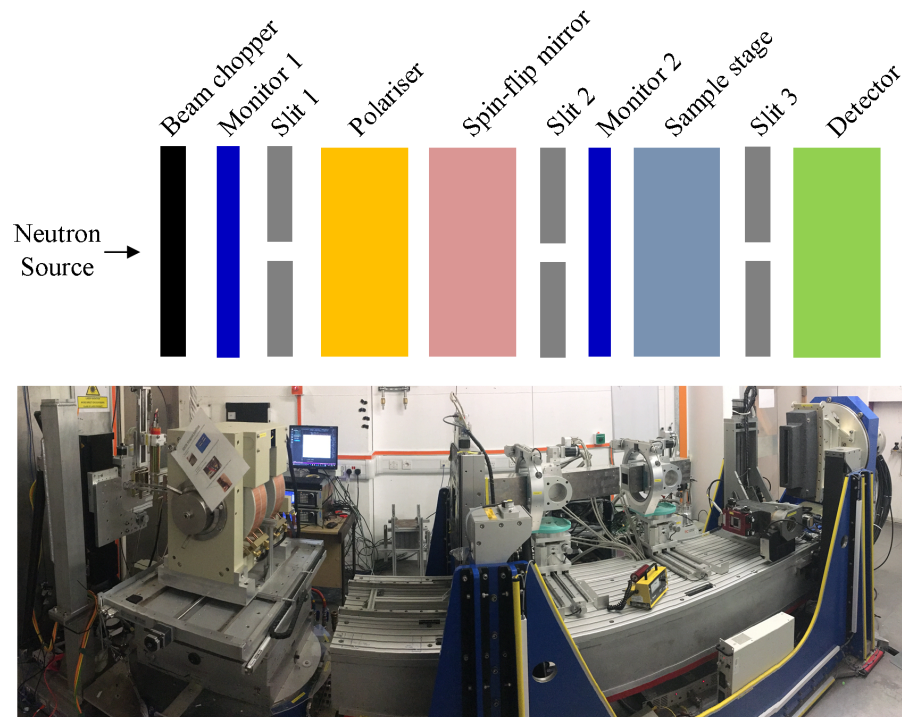 Beam chopper
Monitor 1
Slit 1
Polariser
Spin-flip mirror
Slit 2
Monitor 2
Sample stage
Slit 3
Detector
Neutron
Source